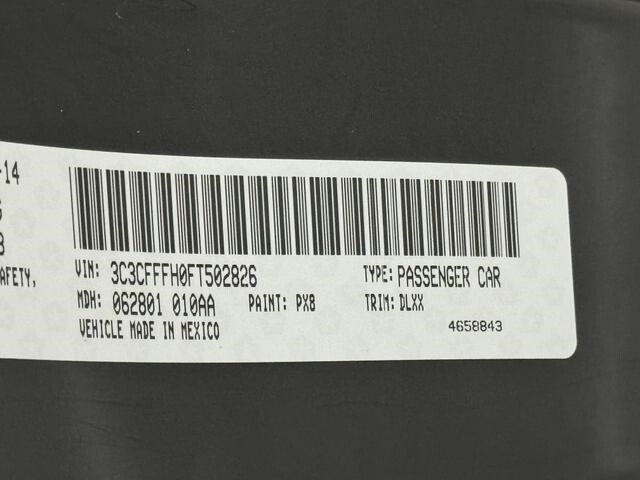 -14
AFETY,
VIN: 3C3CFFFH0FT502826 TYPE: PASSENGER CAR
MDH: 062801 010AA PAINT: PX8 TRIM: DLXX
VEHICLE MADE IN MEXICO 4658843